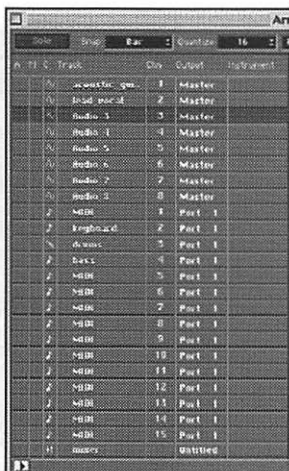 Ar
Solo Snap Bar Quantize 16
A M C Track Chn Output Instrument
acoustic gui. 1 Master
lead vocal 2 Master
Audio 3 3 Master
Audio 4 4 Master
Audio 5 5 Master
Audio 6 6 Master
Audio 7 7 Master
Audio 8 8 Master
MIDI 1 Port 1
keyboard 2 Port 1
drums 3 Port 1
bass 4 Port 1
MIDI 5 Port 1
MIDI 6 Port 1
MIDI 7 Port 1
MIDI 8 Port 1
MIDI 9 Port 1
MIDI 10 Port 1
MIDI 11 Port 1
MIDI 12 Port 1
MIDI 13 Port 1
MIDI 14 Port 1
MIDI 15 Port 1
mixer Untitled